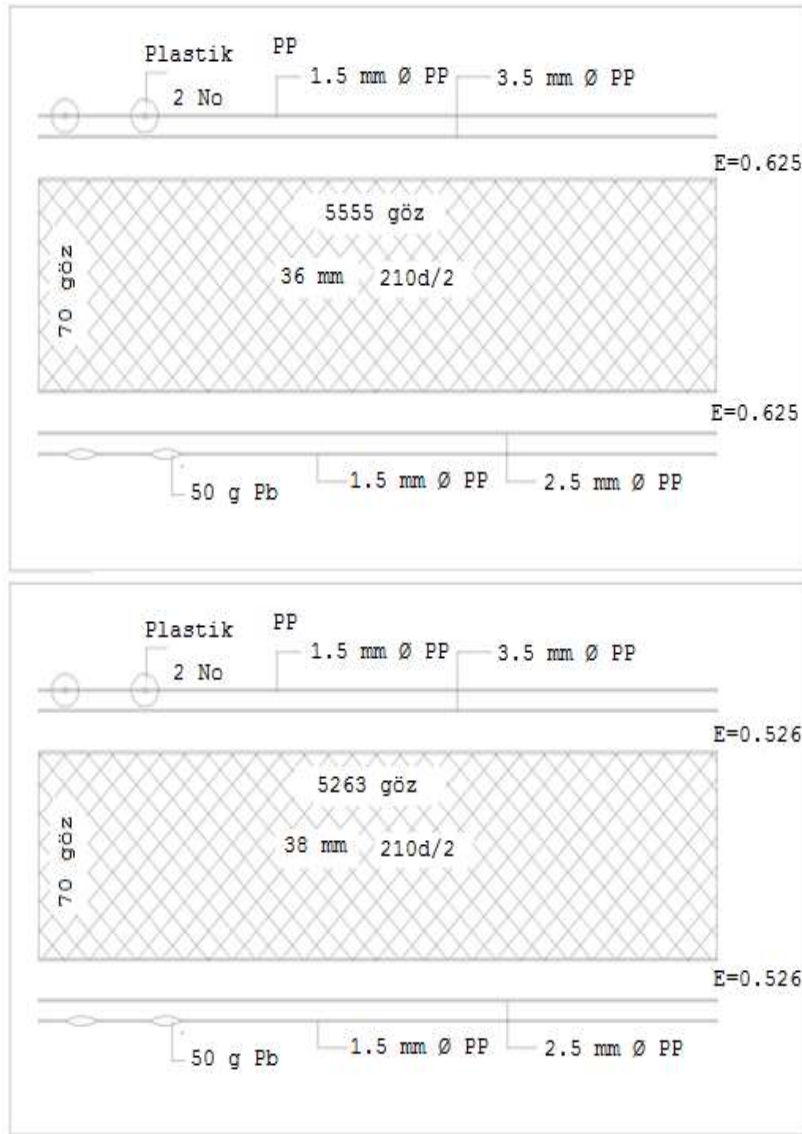 Plastik PP
1.5 mm Ø PP 3.5 mm Ø PP
2 No
E=0.625
5555 göz
70 göz
36 mm 210d/2
E=0.625
50 g Pb 1.5 mm Ø PP 2.5 mm Ø PP
Plastik PP
1.5 mm Ø PP 3.5 mm Ø PP
2 No
E=0.526
5263 göz
70 göz
38 mm 210d/2
E=0.526
50 g Pb 1.5 mm Ø PP 2.5 mm Ø PP